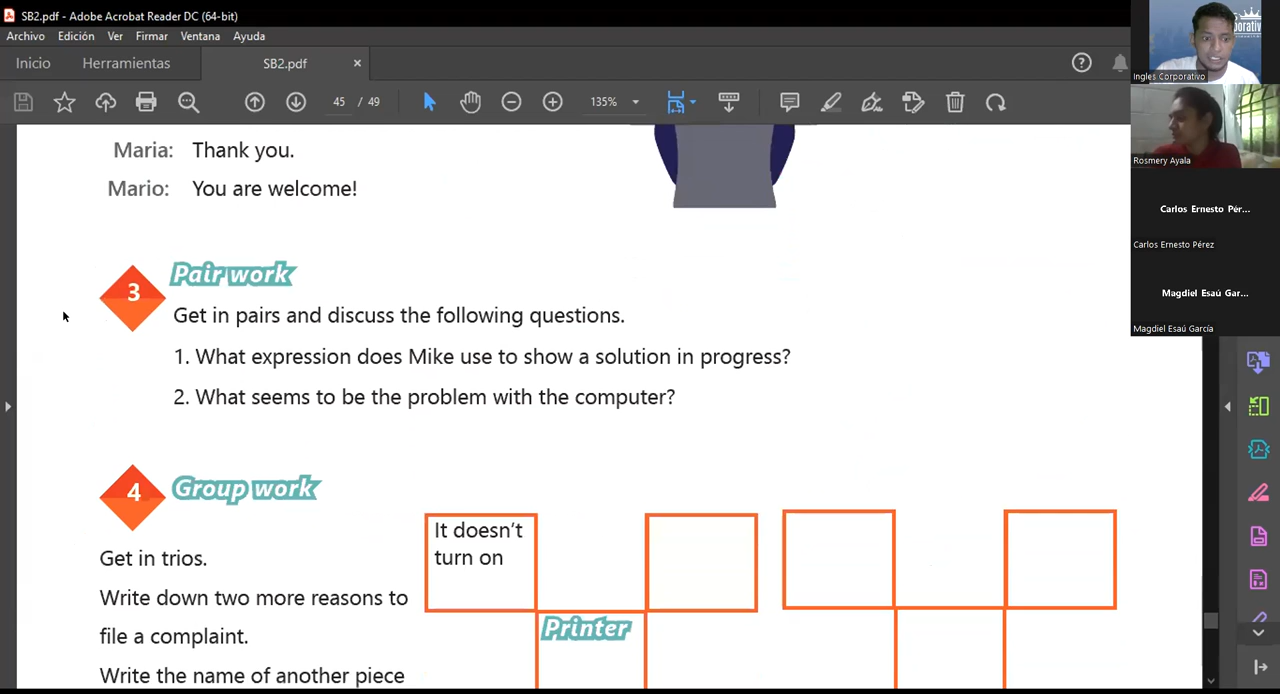 SB2.pdf - Adobe Acrobat Reader DC (64-bit)
Archivo Edición Ver Firmar Ventana Ayuda
Inicio Herramientas SB2.pdf ×
45 / 49 135%
Maria: Thank you.
Mario: You are welcome!
3 Pair work
Get in pairs and discuss the following questions.
1. What expression does Mike use to show a solution in progress?
2. What seems to be the problem with the computer?
4 Group work
Get in trios.
Write down two more reasons to
file a complaint.
Write the name of another piece
It doesn't
turn on
Printer
Ingles Corporativo
Rosmery Ayala
Carlos Ernesto Pér...
Carlos Ernesto Pérez
Magdiel Esaú Gar...
Magdiel Esaú García